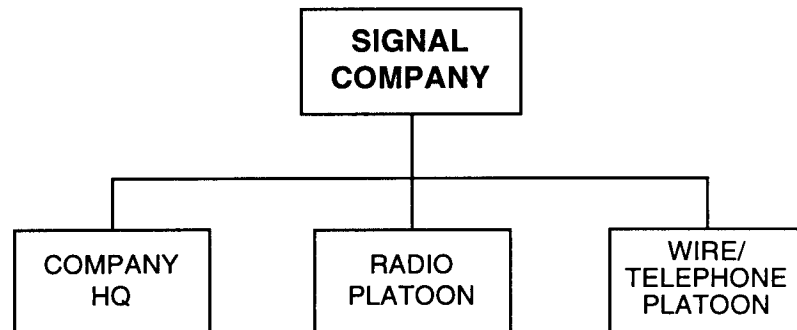 SIGNAL
COMPANY
COMPANY
HQ
RADIO
PLATOON
WIRE/
TELEPHONE
PLATOON